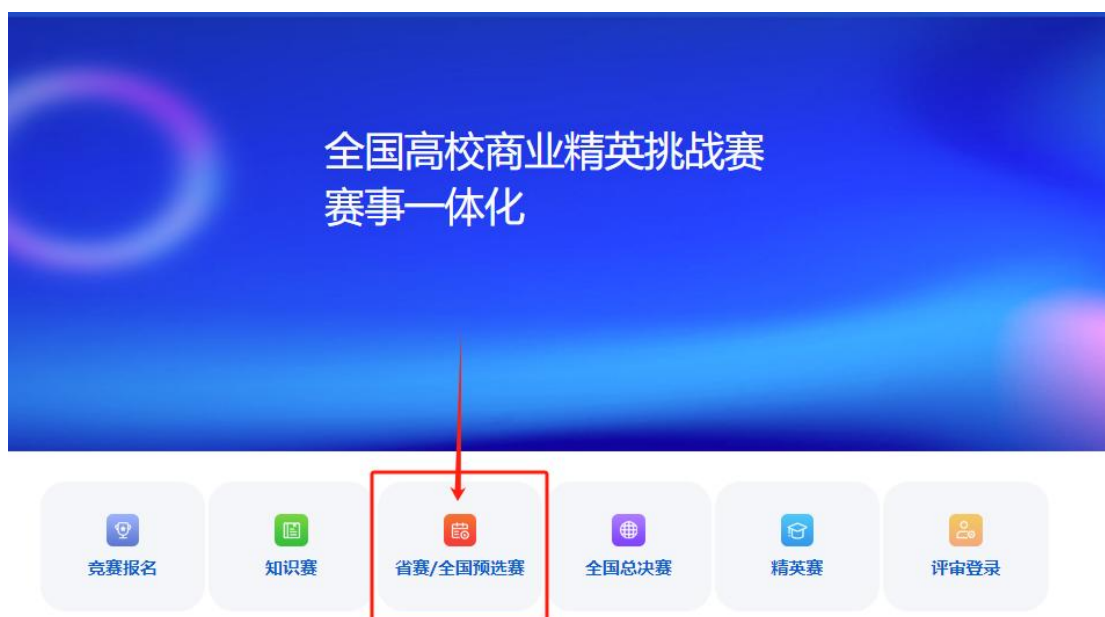 全国高校商业精英挑战赛
赛事一体化
竞赛报名
知识赛
省赛/全国预选赛
全国总决赛
精英赛
评审登录